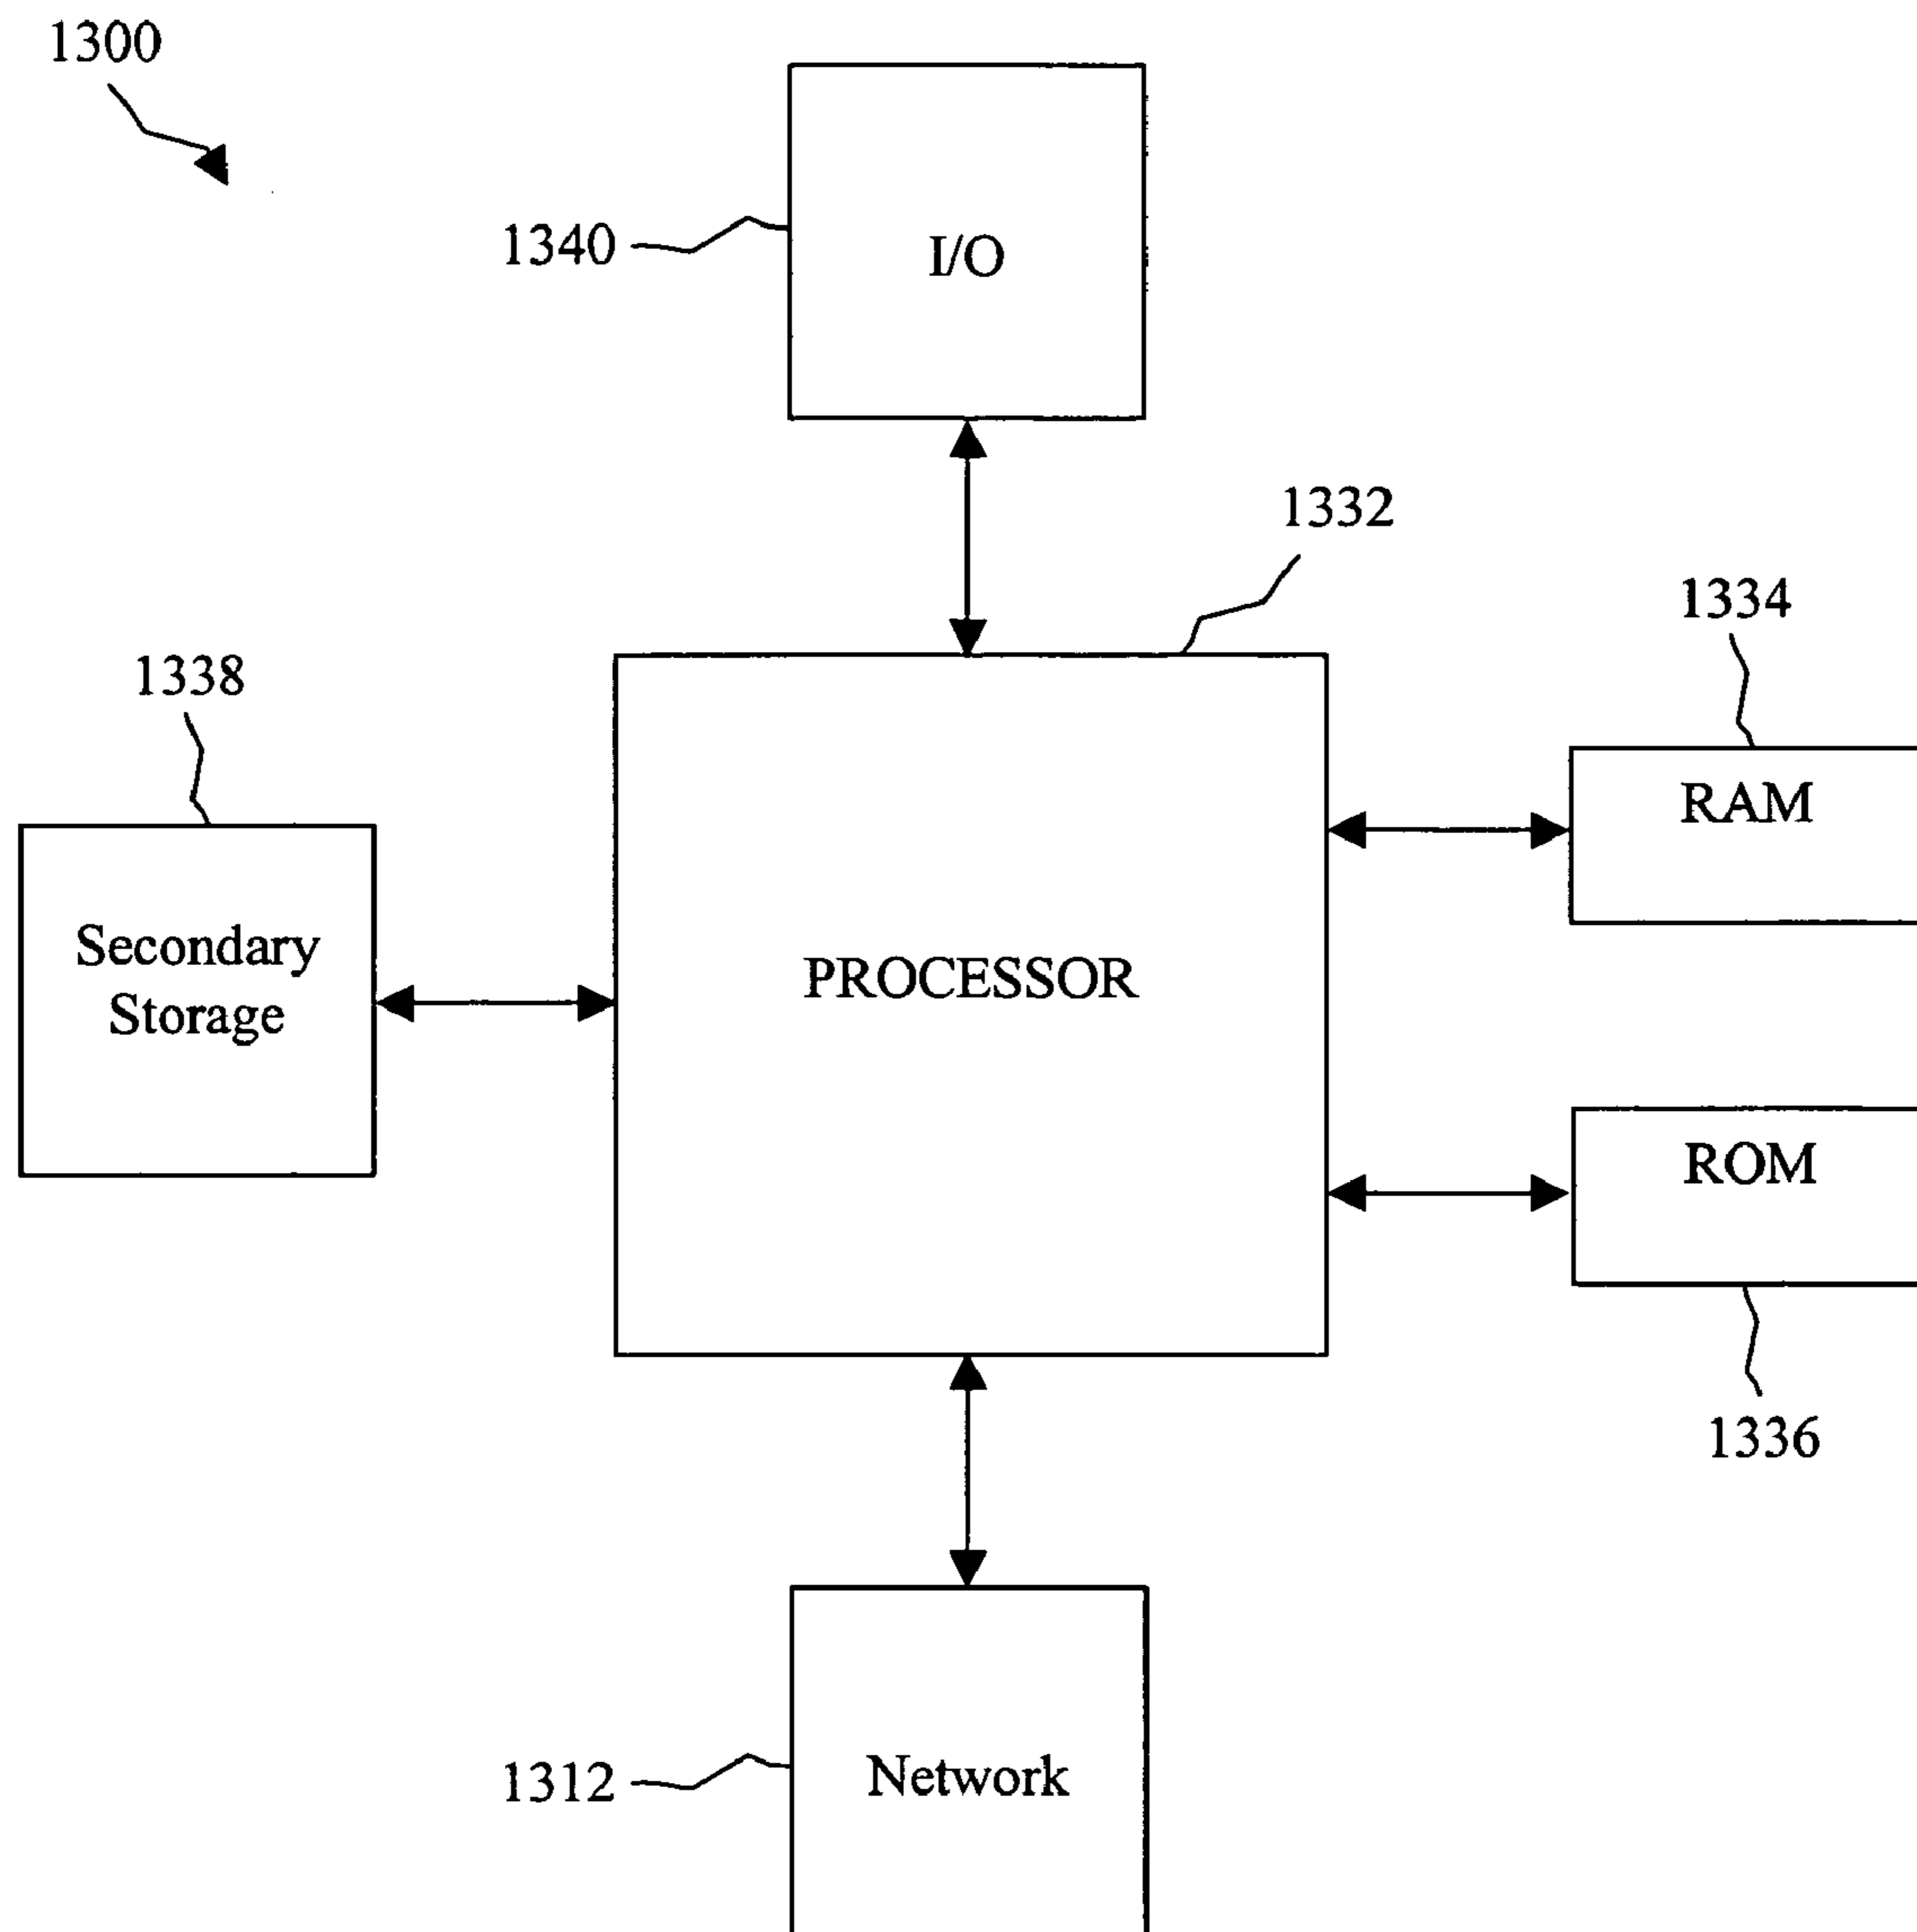 1300
1340
I/O
1332
1334
1338
RAM
Secondary
Storage
PROCESSOR
ROM
1336
1312
Network